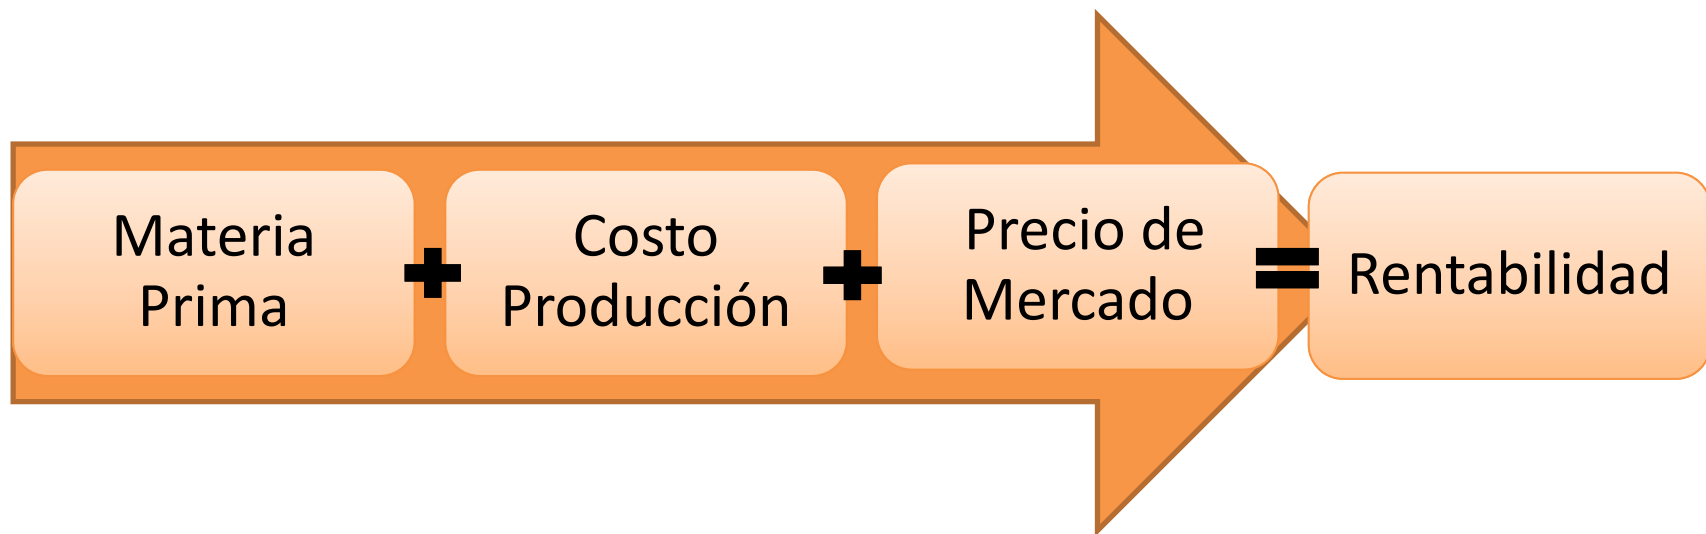 Materia
Prima
+
Costo
Producción
+
Precio de
Mercado
=
Rentabilidad